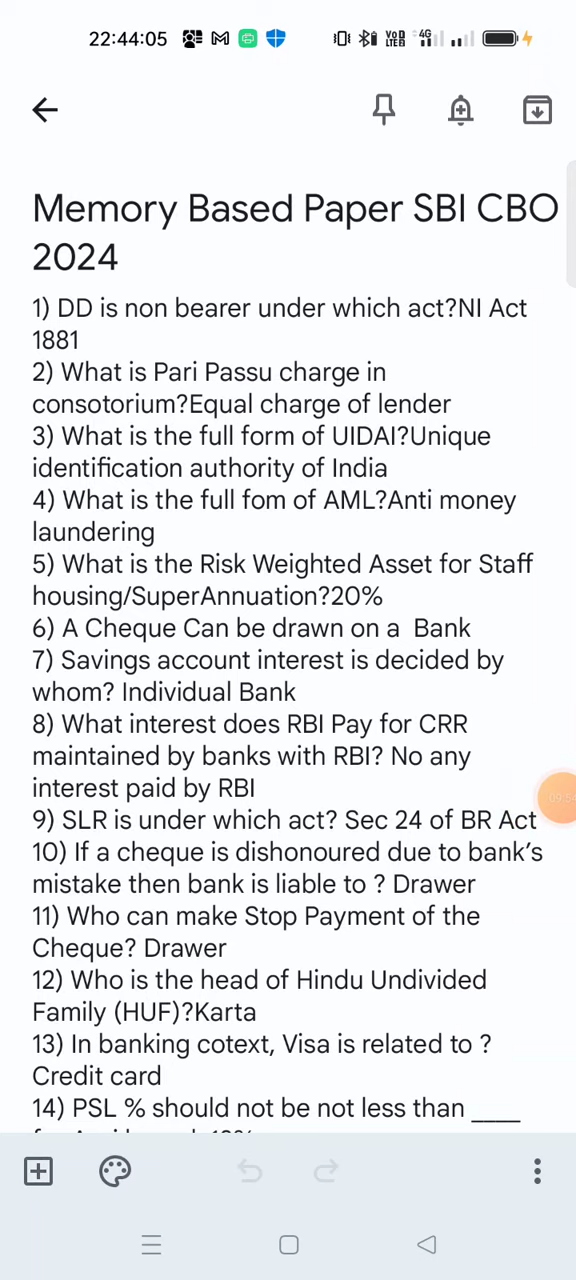 22:44:05
VoD
LTED
4G
Memory Based Paper SBI CBO
2024
1) DD is non bearer under which act?NI Act
1881
2) What is Pari Passu charge in
consotorium?Equal charge of lender
3) What is the full form of UIDAI?Unique
identification authority of India
4) What is the full fom of AML?Anti money
laundering
5) What is the Risk Weighted Asset for Staff
housing/SuperAnnuation?20%
6) A Cheque Can be drawn on a  Bank
7) Savings account interest is decided by
whom? Individual Bank
8) What interest does RBI Pay for CRR
maintained by banks with RBI? No any
interest paid by RBI
9) SLR is under which act? Sec 24 of BR Act
10) If a cheque is dishonoured due to bank’s
mistake then bank is liable to ? Drawer
11) Who can make Stop Payment of the
Cheque? Drawer
12) Who is the head of Hindu Undivided
Family (HUF)?Karta
13) In banking cotext, Visa is related to ?
Credit card
14) PSL % should not be not less than ____